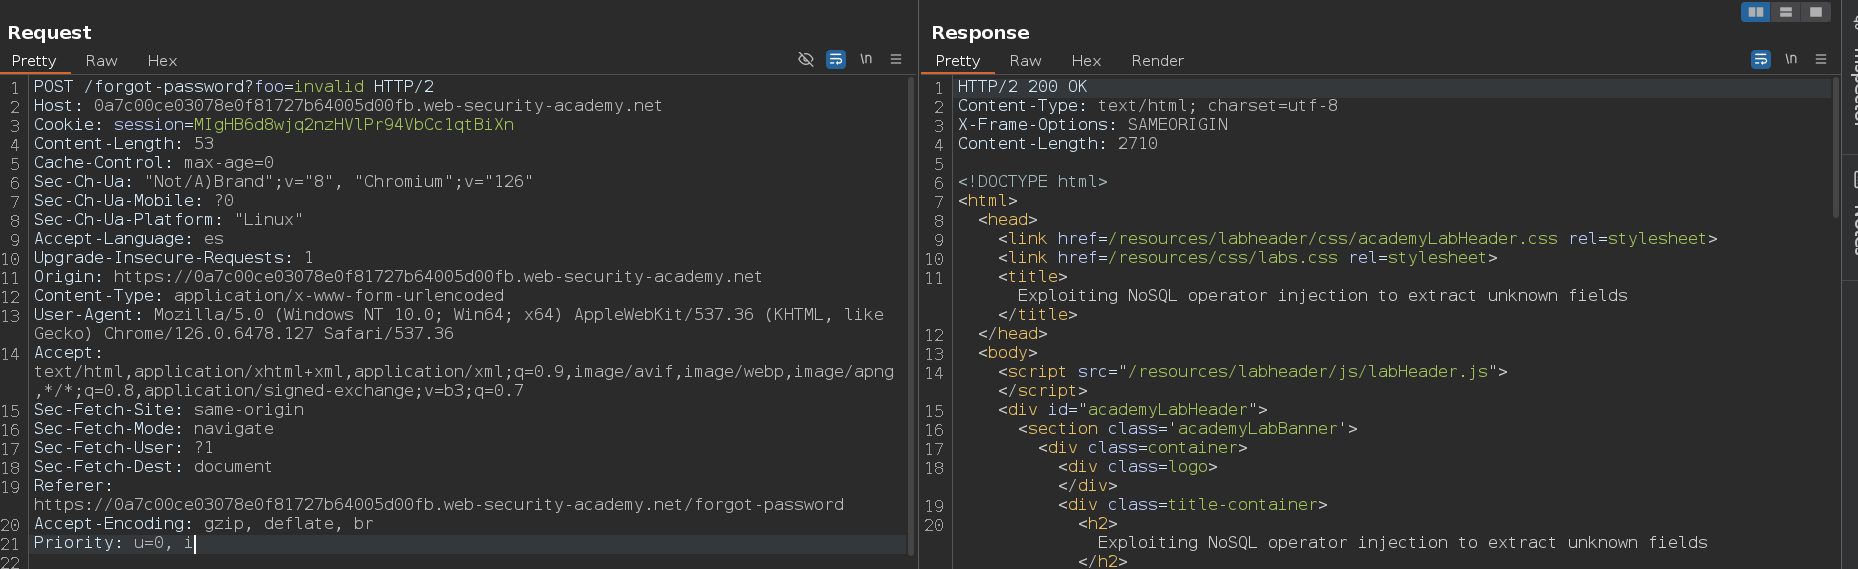 Request
Pretty Raw Hex
\n
1 POST /forgot-password?foo=invalid HTTP/2
2 Host: 0a7c00ce03078e0f81727b64005d00fb.web-security-academy.net
3 Cookie: session=MIgHB6d8wjq2nzHVlPr94VbCc1qtBiXn
4 Content-Length: 53
5 Cache-Control: max-age=0
6 Sec-Ch-Ua: "Not/A)Brand";v="8", "Chromium";v="126"
7 Sec-Ch-Ua-Mobile: ?0
8 Sec-Ch-Ua-Platform: "Linux"
9 Accept-Language: es
10 Upgrade-Insecure-Requests: 1
11 Origin: https://0a7c00ce03078e0f81727b64005d00fb.web-security-academy.net
12 Content-Type: application/x-www-form-urlencoded
13 User-Agent: Mozilla/5.0 (Windows NT 10.0; Win64; x64) AppleWebKit/537.36 (KHTML, like
Gecko) Chrome/126.0.6478.127 Safari/537.36
14 Accept:
text/html,application/xhtml+xml,application/xml;q=0.9,image/avif,image/webp,image/apng
,*/*;q=0.8,application/signed-exchange;v=b3;q=0.7
15 Sec-Fetch-Site: same-origin
16 Sec-Fetch-Mode: navigate
17 Sec-Fetch-User: ?1
18 Sec-Fetch-Dest: document
19 Referer:
https://0a7c00ce03078e0f81727b64005d00fb.web-security-academy.net/forgot-password
20 Accept-Encoding: gzip, deflate, br
21 Priority: u=0, i
22
Response
Pretty Raw Hex Render
\n
1 HTTP/2 200 OK
2 Content-Type: text/html; charset=utf-8
3 X-Frame-Options: SAMEORIGIN
4 Content-Length: 2710
5
6 <!DOCTYPE html>
7 <html>
8 <head>
9 <link href=/resources/labheader/css/academyLabHeader.css rel=stylesheet>
10 <link href=/resources/css/labs.css rel=stylesheet>
11 <title>
Exploiting NoSQL operator injection to extract unknown fields
</title>
12 </head>
13 <body>
14 <script src="/resources/labheader/js/labHeader.js">
</script>
15 <div id="academyLabHeader">
16 <section class='academyLabBanner'>
17 <div class=container>
18 <div class=logo>
</div>
19 <div class=title-container>
20 <h2>
Exploiting NoSQL operator injection to extract unknown fields
</h2>